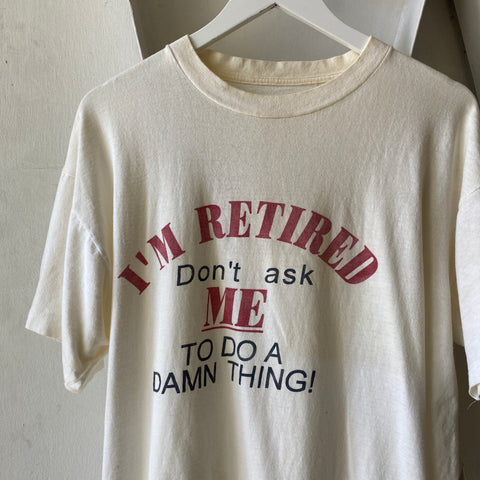 I'M RETIRED
Don't ask
ME
TO DO A
DAMN THING!